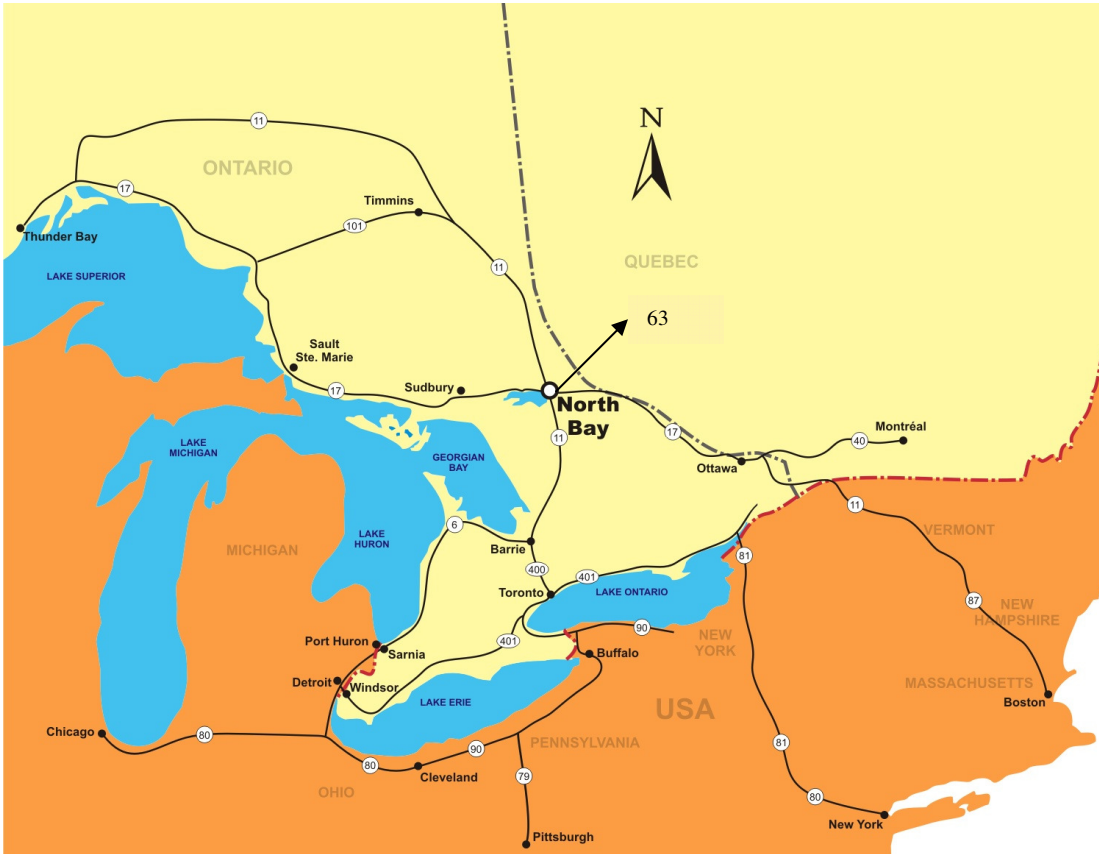 N
11
ONTARIO
17
Timmins
101
Thunder Bay
QUEBEC
11
LAKE SUPERIOR
63
Sault
Ste. Marie
17
Sudbury
North
Bay
11
17
Montréal
40
LAKE
MICHIGAN
GEORGIAN
BAY
Ottawa
11
6
VERMONT
LAKE
HURON
MICHIGAN
Barrie
81
400
401
Toronto
LAKE ONTARIO
87
NEW
HAMPSHIRE
90
401
NEW
YORK
Port Huron
Sarnia
Buffalo
Detroit
Windsor
MASSACHUSETTS
LAKE ERIE
USA
Boston
Chicago
80
PENNSYLVANIA
81
90
80
Cleveland
79
OHIO
80
New York
Pittsburgh